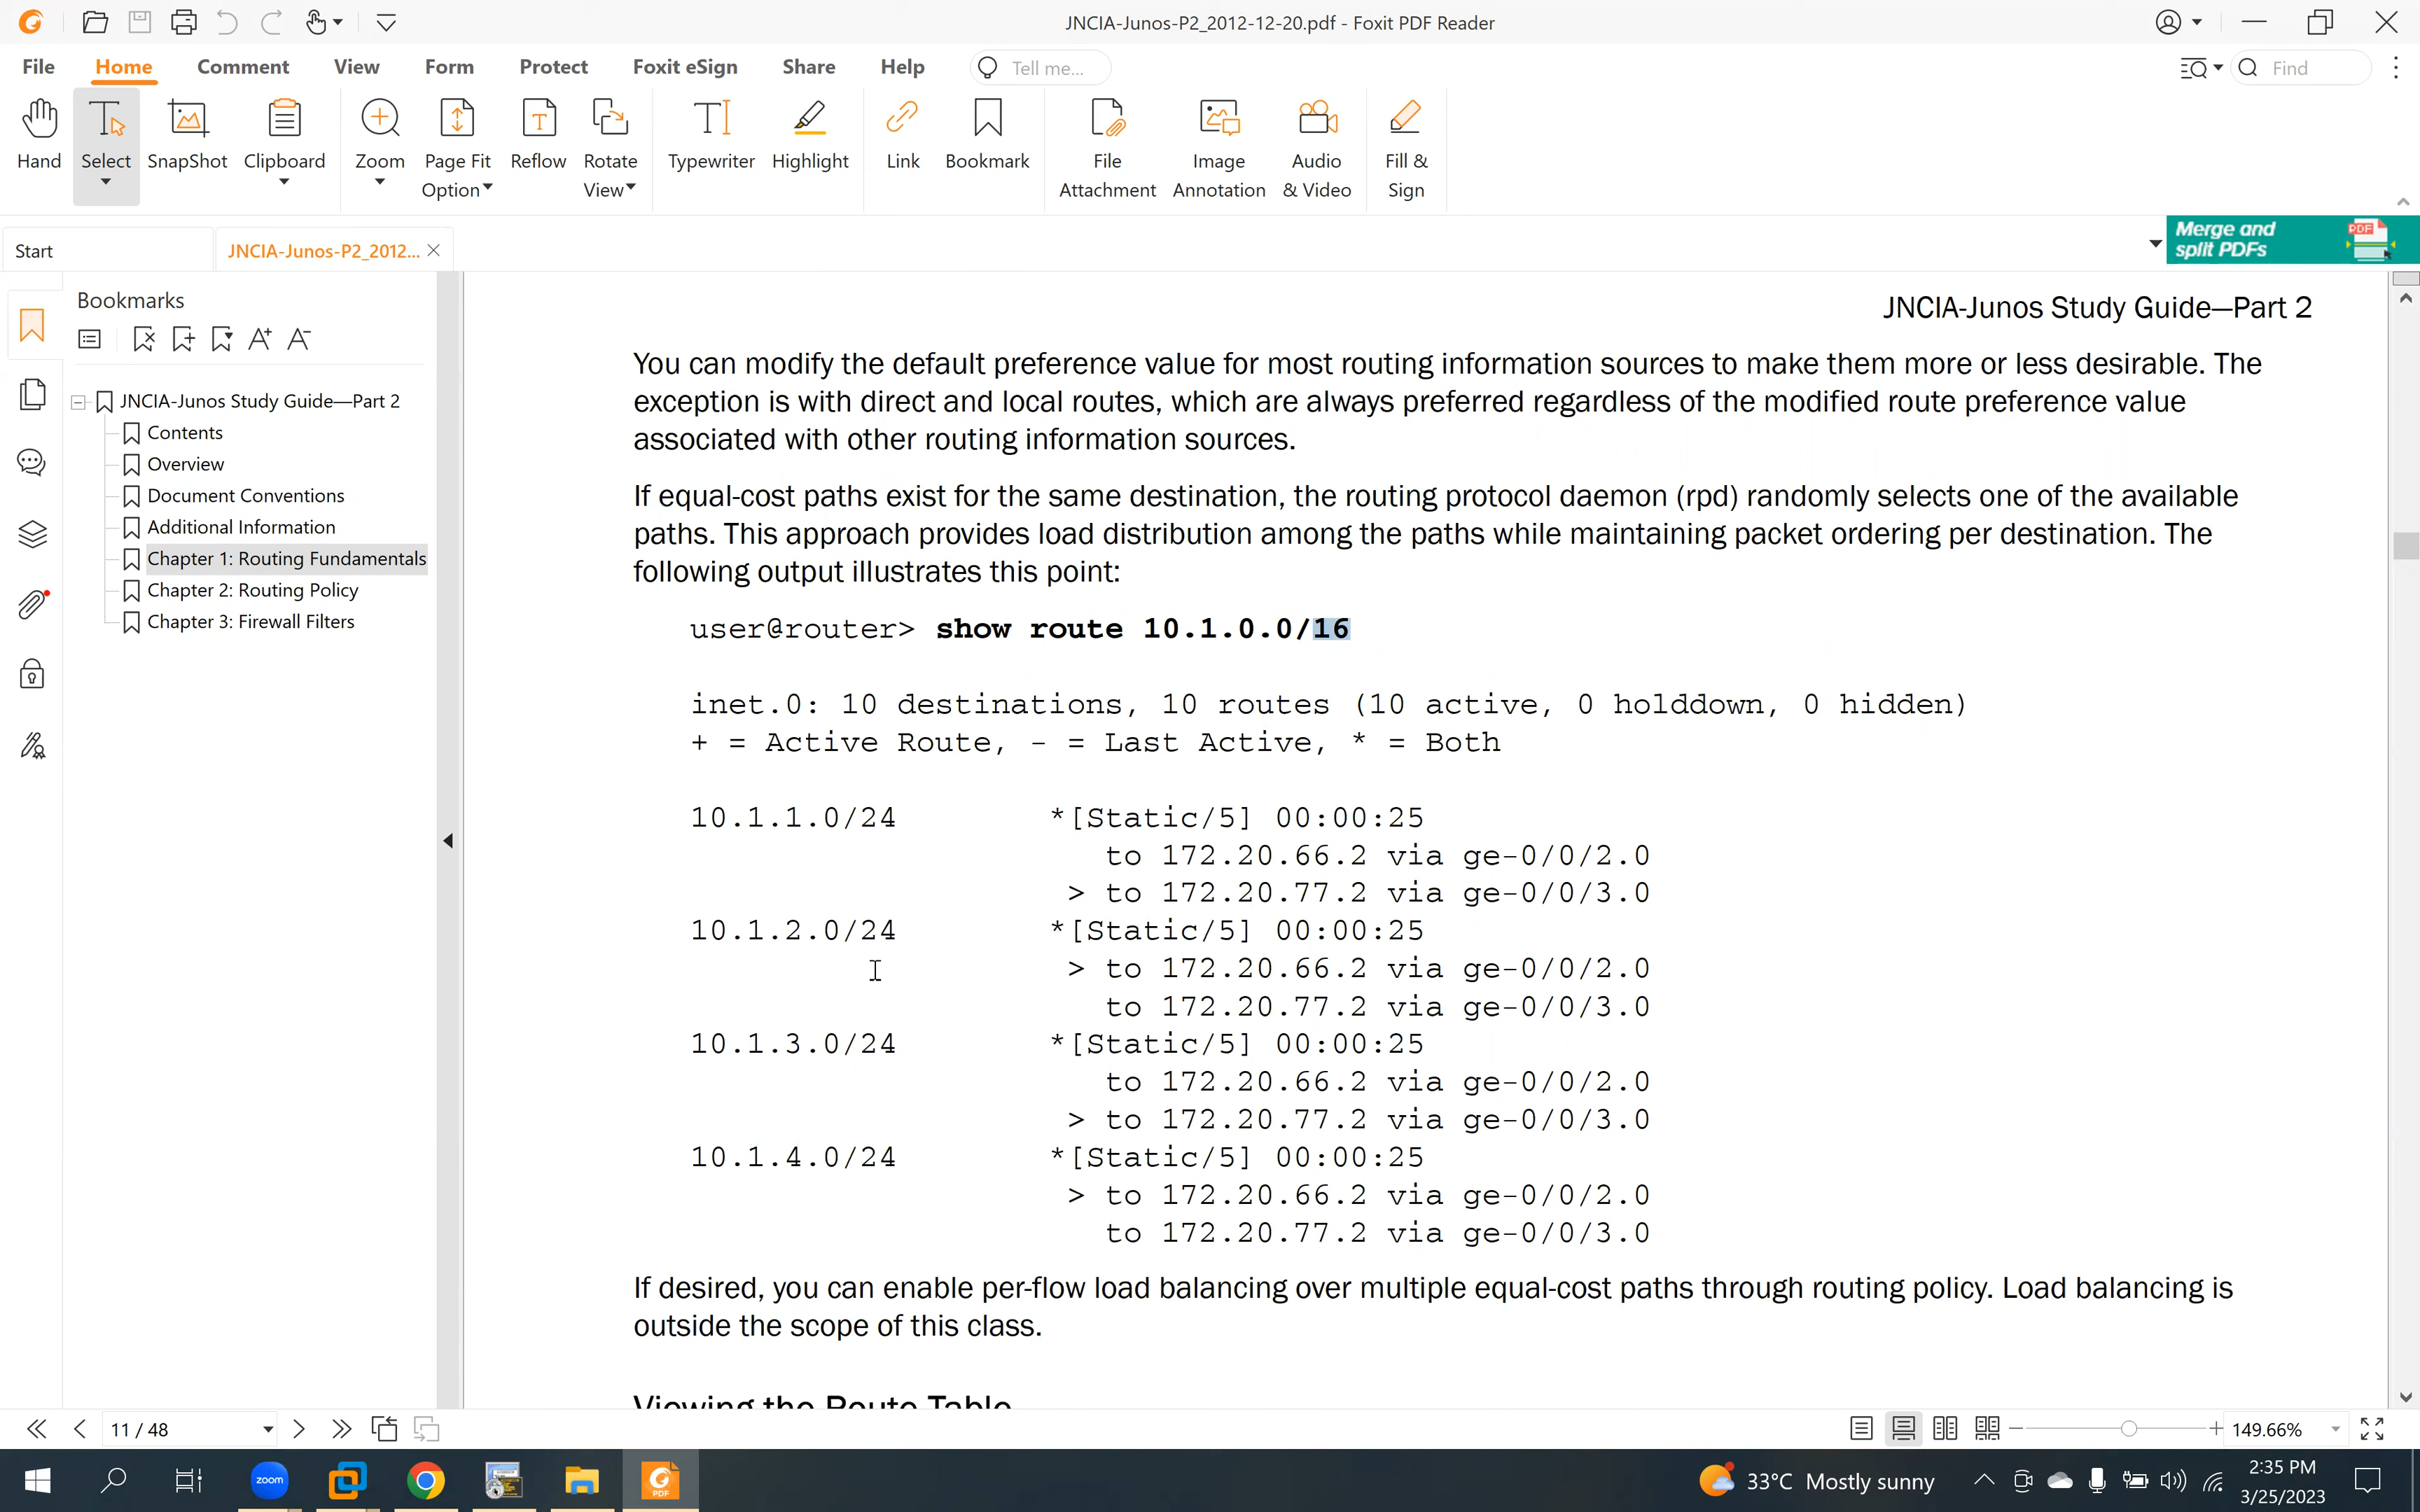 JNCIA-Junos-P2_2012-12-20.pdf - Foxit PDF Reader
File Home Comment View Form Protect Foxit eSign Share Help Tell me... Find
Hand Select SnapShot Clipboard Zoom Page Fit Option Reflow Rotate View Typewriter Highlight Link Bookmark File Attachment Image Annotation Audio & Video Fill & Sign
Start JNCIA-Junos-P2_2012...
Merge and
split PDFs
PDF
Bookmarks
JNCIA-Junos Study Guide—Part 2
Contents
Overview
Document Conventions
Additional Information
Chapter 1: Routing Fundamentals
Chapter 2: Routing Policy
Chapter 3: Firewall Filters
JNCIA-Junos Study Guide—Part 2
You can modify the default preference value for most routing information sources to make them more or less desirable. The
exception is with direct and local routes, which are always preferred regardless of the modified route preference value
associated with other routing information sources.
If equal-cost paths exist for the same destination, the routing protocol daemon (rpd) randomly selects one of the available
paths. This approach provides load distribution among the paths while maintaining packet ordering per destination. The
following output illustrates this point:
user@router> show route 10.1.0.0/16
inet.0: 10 destinations, 10 routes (10 active, 0 holddown, 0 hidden)
+ = Active Route, - = Last Active, * = Both
10.1.1.0/24 *[Static/5] 00:00:25
to 172.20.66.2 via ge-0/0/2.0
> to 172.20.77.2 via ge-0/0/3.0
10.1.2.0/24 *[Static/5] 00:00:25
> to 172.20.66.2 via ge-0/0/2.0
to 172.20.77.2 via ge-0/0/3.0
10.1.3.0/24 *[Static/5] 00:00:25
to 172.20.66.2 via ge-0/0/2.0
> to 172.20.77.2 via ge-0/0/3.0
10.1.4.0/24 *[Static/5] 00:00:25
> to 172.20.66.2 via ge-0/0/2.0
to 172.20.77.2 via ge-0/0/3.0
If desired, you can enable per-flow load balancing over multiple equal-cost paths through routing policy. Load balancing is
outside the scope of this class.
Viewing the Route Table
11 / 48 149.66%
zoom PDF 33°C Mostly sunny 2:35 PM
3/25/2023